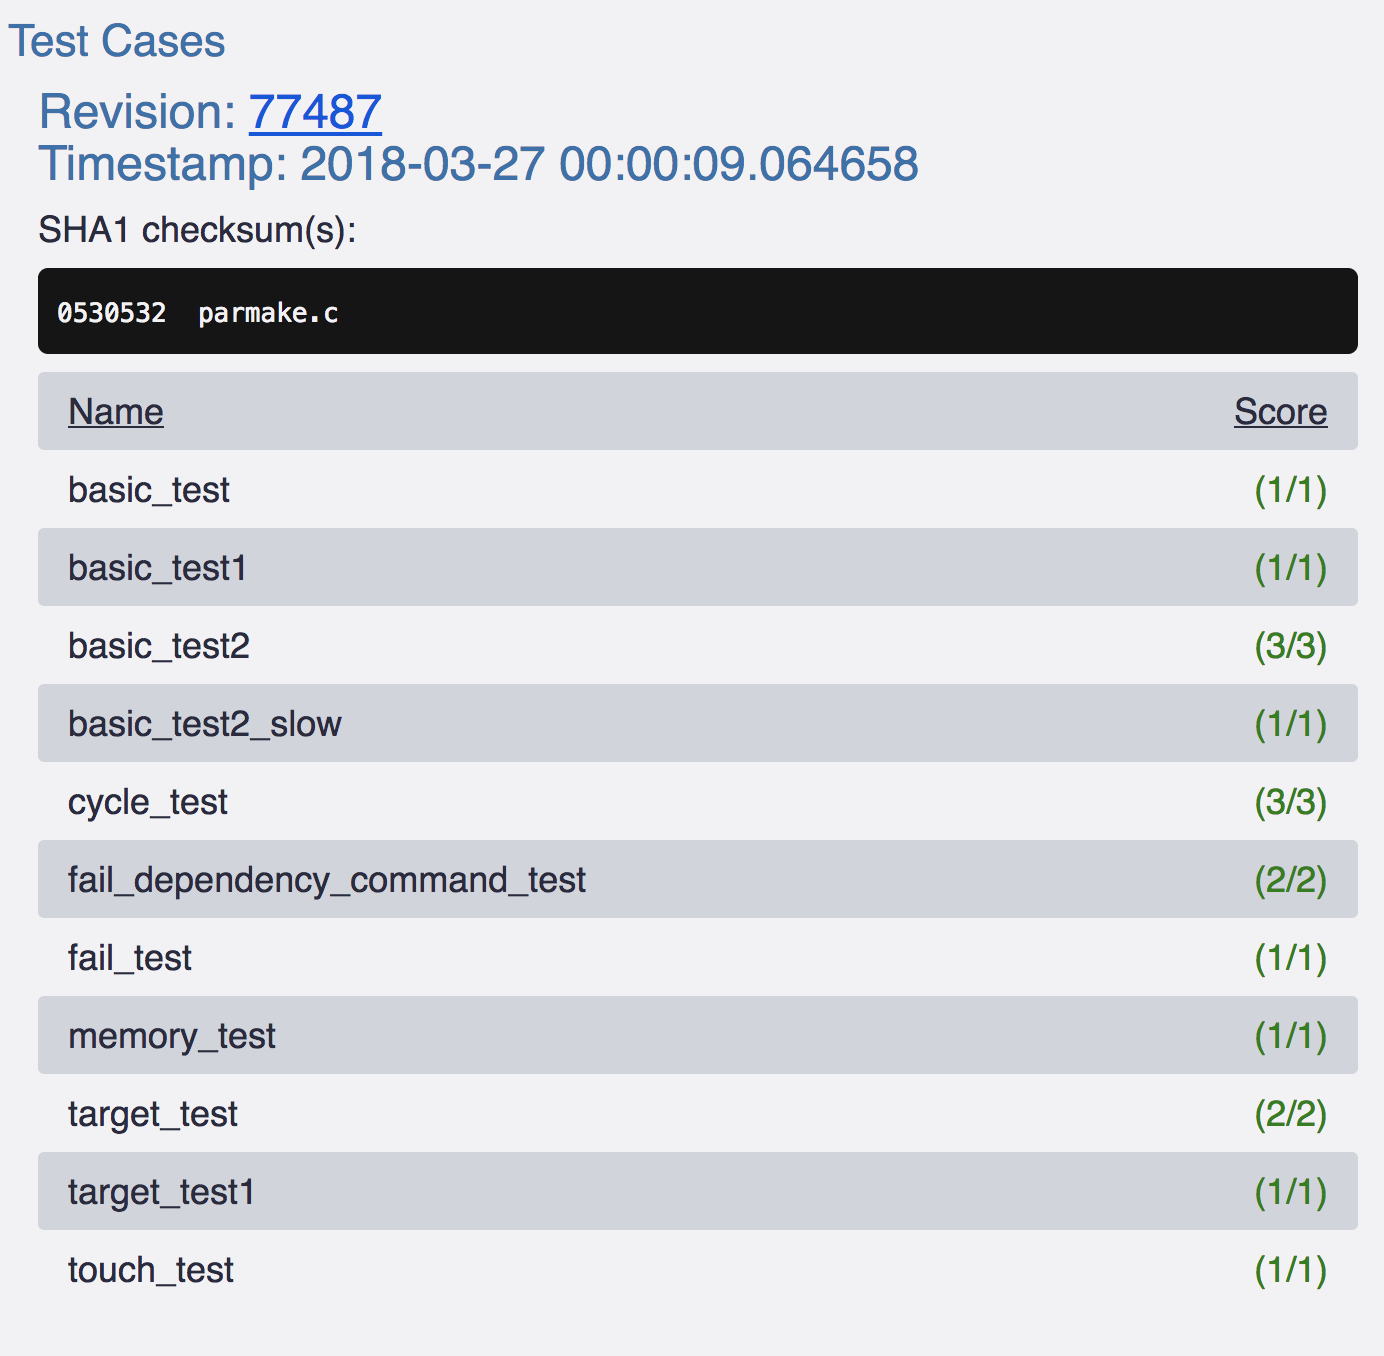 Test Cases
Revision: 77487
Timestamp: 2018-03-27 00:00:09.064658
SHA1 checksum(s):
0530532 parmake.c
Name Score
basic_test (1/1)
basic_test1 (1/1)
basic_test2 (3/3)
basic_test2_slow (1/1)
cycle_test (3/3)
fail_dependency_command_test (2/2)
fail_test (1/1)
memory_test (1/1)
target_test (2/2)
target_test1 (1/1)
touch_test (1/1)